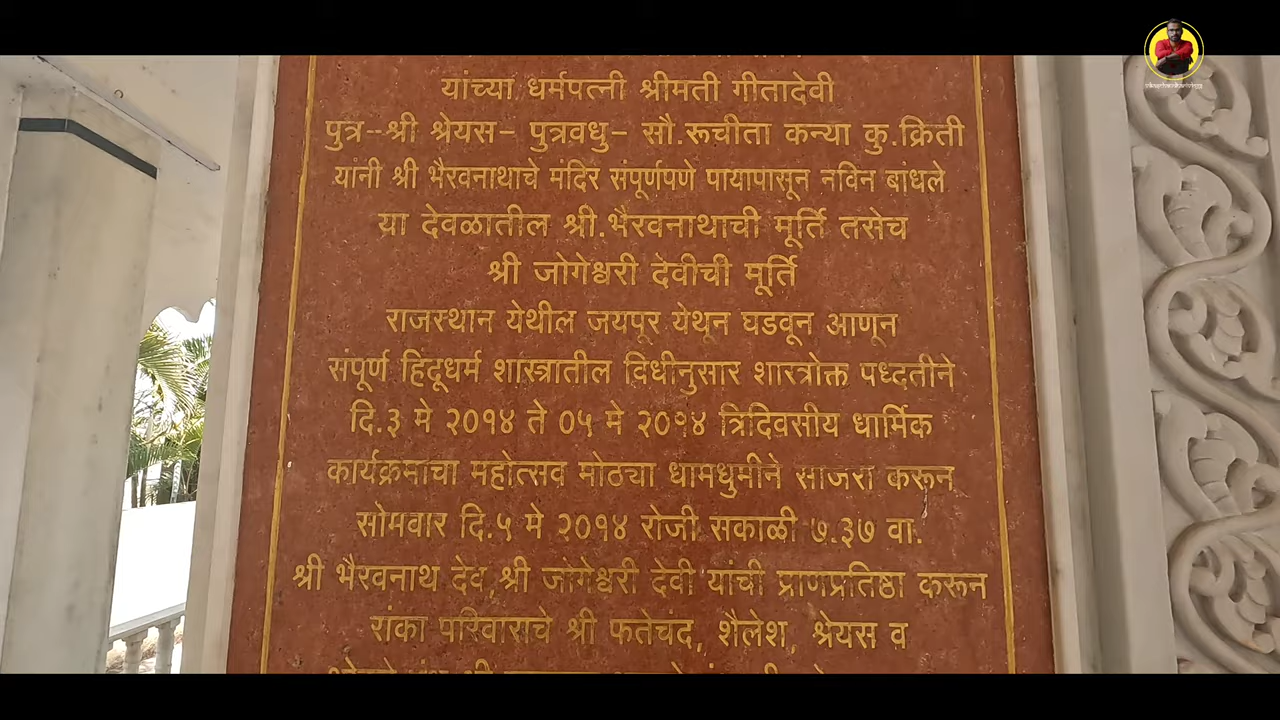 यांच्या धर्मपत्नी श्रीमती गीतादेवी
पुत्र--श्री श्रेयस- पुत्रवधु- सौ.रूचीता कन्या कु.क्रिती
यांनी श्री भैरवनाथाचे मंदिर संपूर्णपणे पायापासून नविन बांधले
या देवळातील श्री.भैरवनाथाची मूर्ति तसेच
श्री जोगेश्वरी देवीची मूर्ति
राजस्थान येथील जयपूर येथून घडवून आणून
संपूर्ण हिंदूधर्म शास्त्रातील विधीनुसार शास्त्रोक्त पध्दतीने
दि.३ मे २०१४ ते ०५ मे २०१४ त्रिदिवसीय धार्मिक
कार्यक्रमाचा महोत्सव मोठ्या धामधुमीने साजरा करून
सोमवार दि.५ मे २०१४ रोजी सकाळी ७.३७ वा.
श्री भैरवनाथ देव,श्री जोगेश्वरी देवी यांची प्राणप्रतिष्ठा करून
रांका परिवाराचे श्री फतेचंद, शैलेश, श्रेयस व